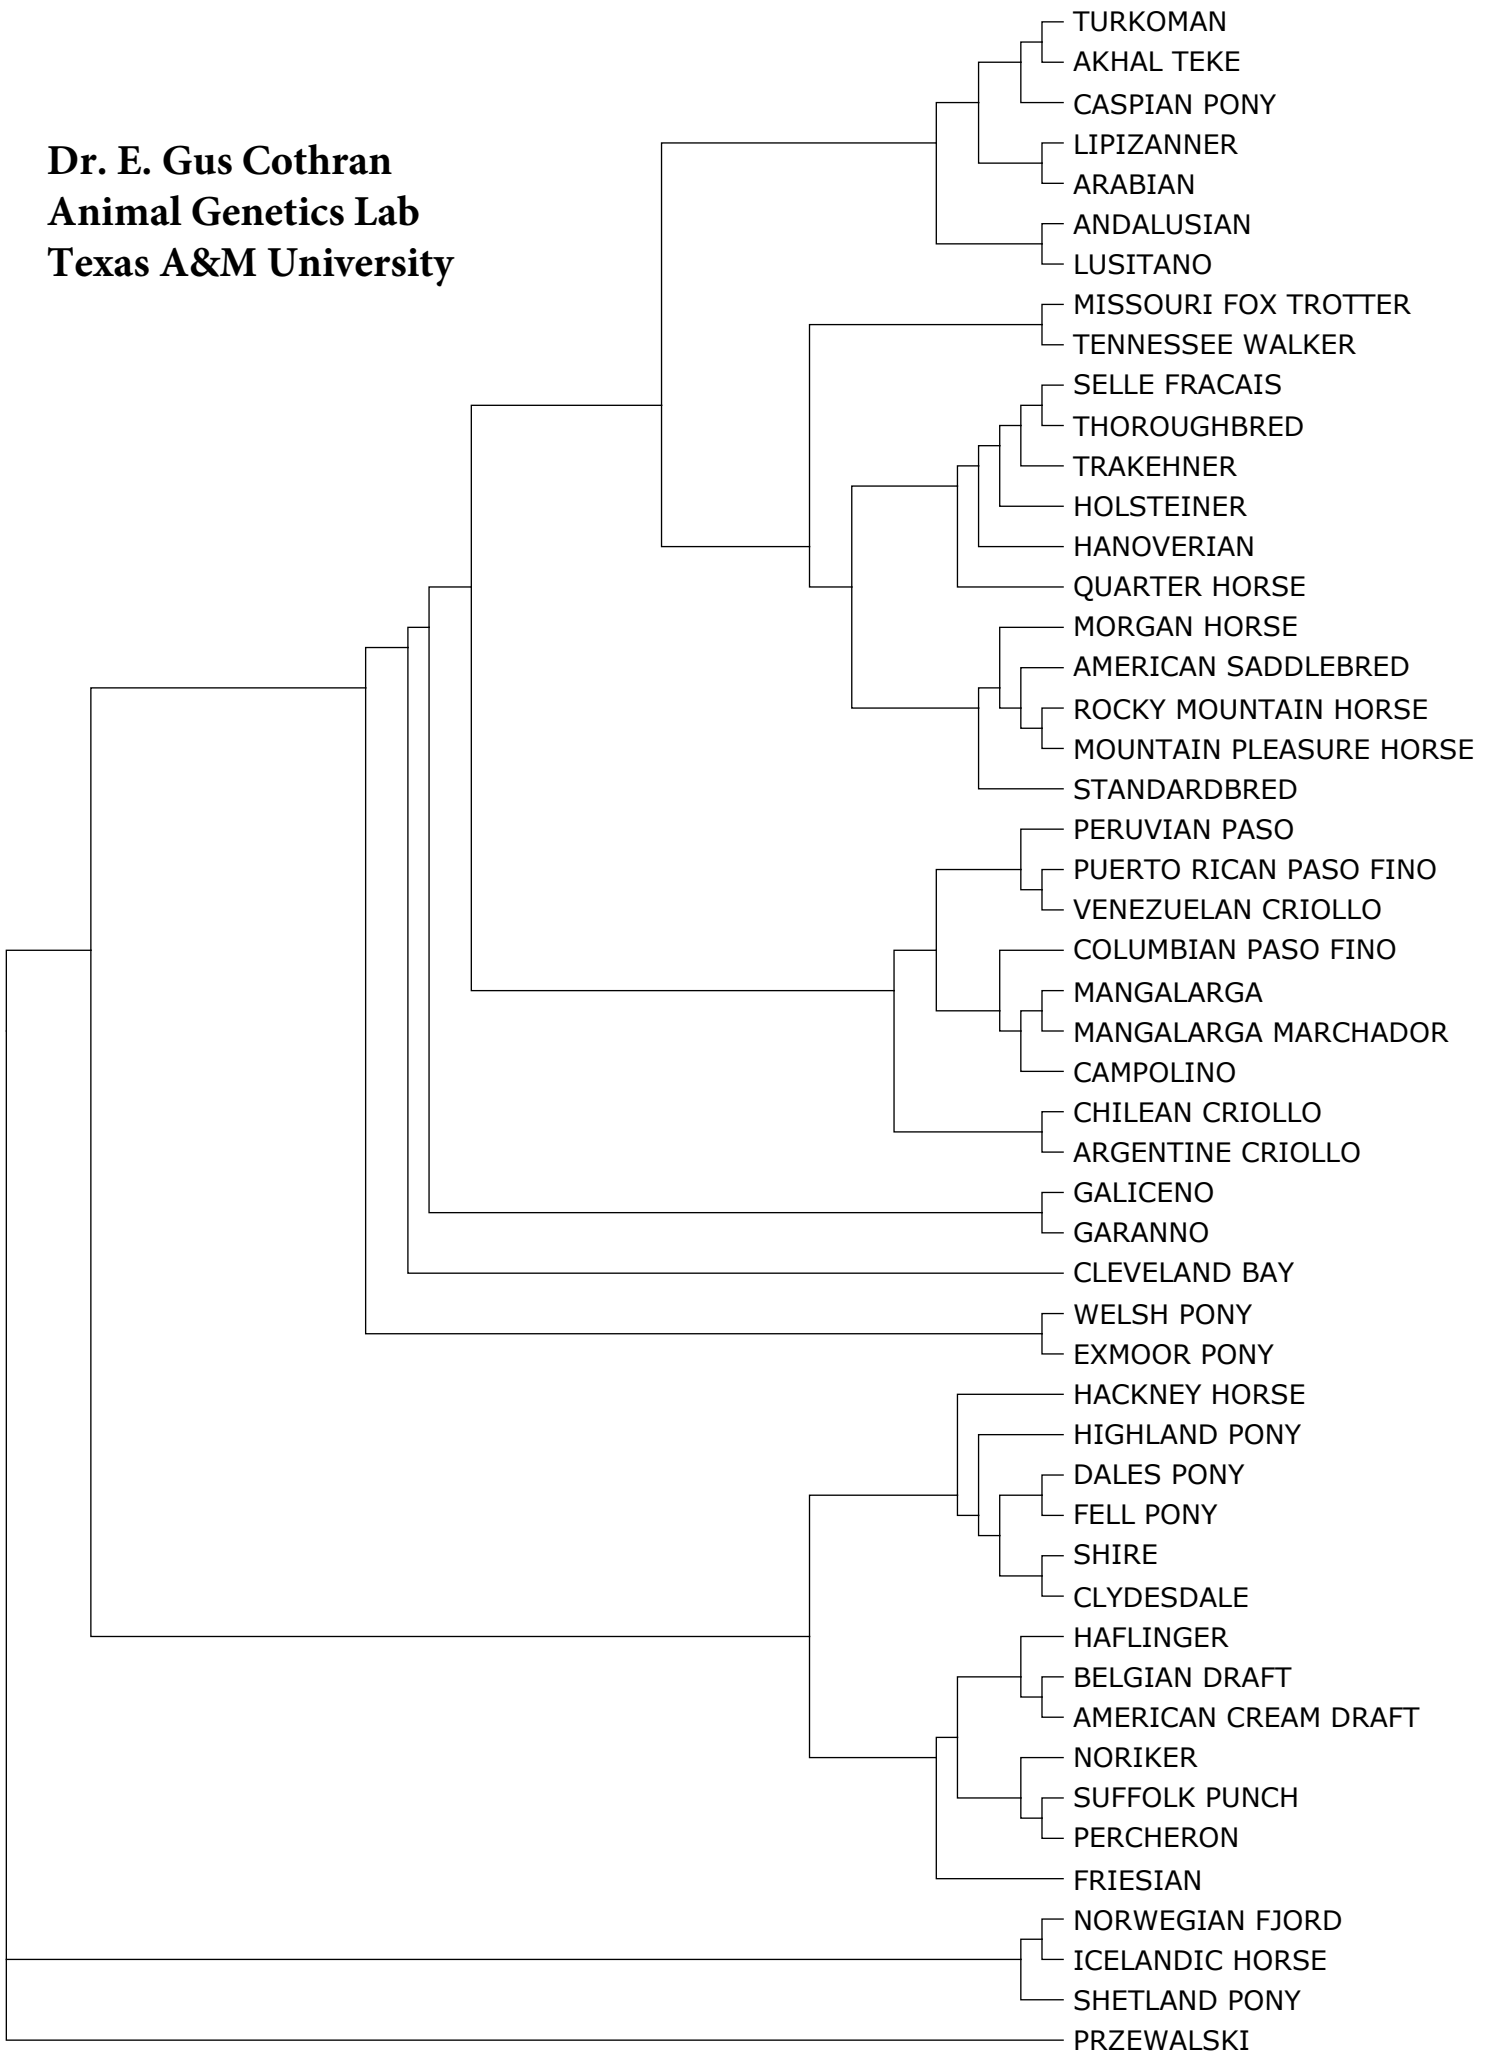 Dr. E. Gus Cothran
Animal Genetics Lab
Texas A&M University
TURKOMAN
AKHAL TEKE
CASPIAN PONY
LIPIZANNER
ARABIAN
ANDALUSIAN
LUSITANO
MISSOURI FOX TROTTER
TENNESSEE WALKER
SELLE FRACAIS
THOROUGHBRED
TRAKEHNER
HOLSTEINER
HANOVERIAN
QUARTER HORSE
MORGAN HORSE
AMERICAN SADDLEBRED
ROCKY MOUNTAIN HORSE
MOUNTAIN PLEASURE HORSE
STANDARDBRED
PERUVIAN PASO
PUERTO RICAN PASO FINO
VENEZUELAN CRIOLLO
COLUMBIAN PASO FINO
MANGALARGA
MANGALARGA MARCHADOR
CAMPOLINO
CHILEAN CRIOLLO
ARGENTINE CRIOLLO
GALICENO
GARANNO
CLEVELAND BAY
WELSH PONY
EXMOOR PONY
HACKNEY HORSE
HIGHLAND PONY
DALES PONY
FELL PONY
SHIRE
CLYDESDALE
HAFLINGER
BELGIAN DRAFT
AMERICAN CREAM DRAFT
NORIKER
SUFFOLK PUNCH
PERCHERON
FRIESIAN
NORWEGIAN FJORD
ICELANDIC HORSE
SHETLAND PONY
PRZEWALSKI